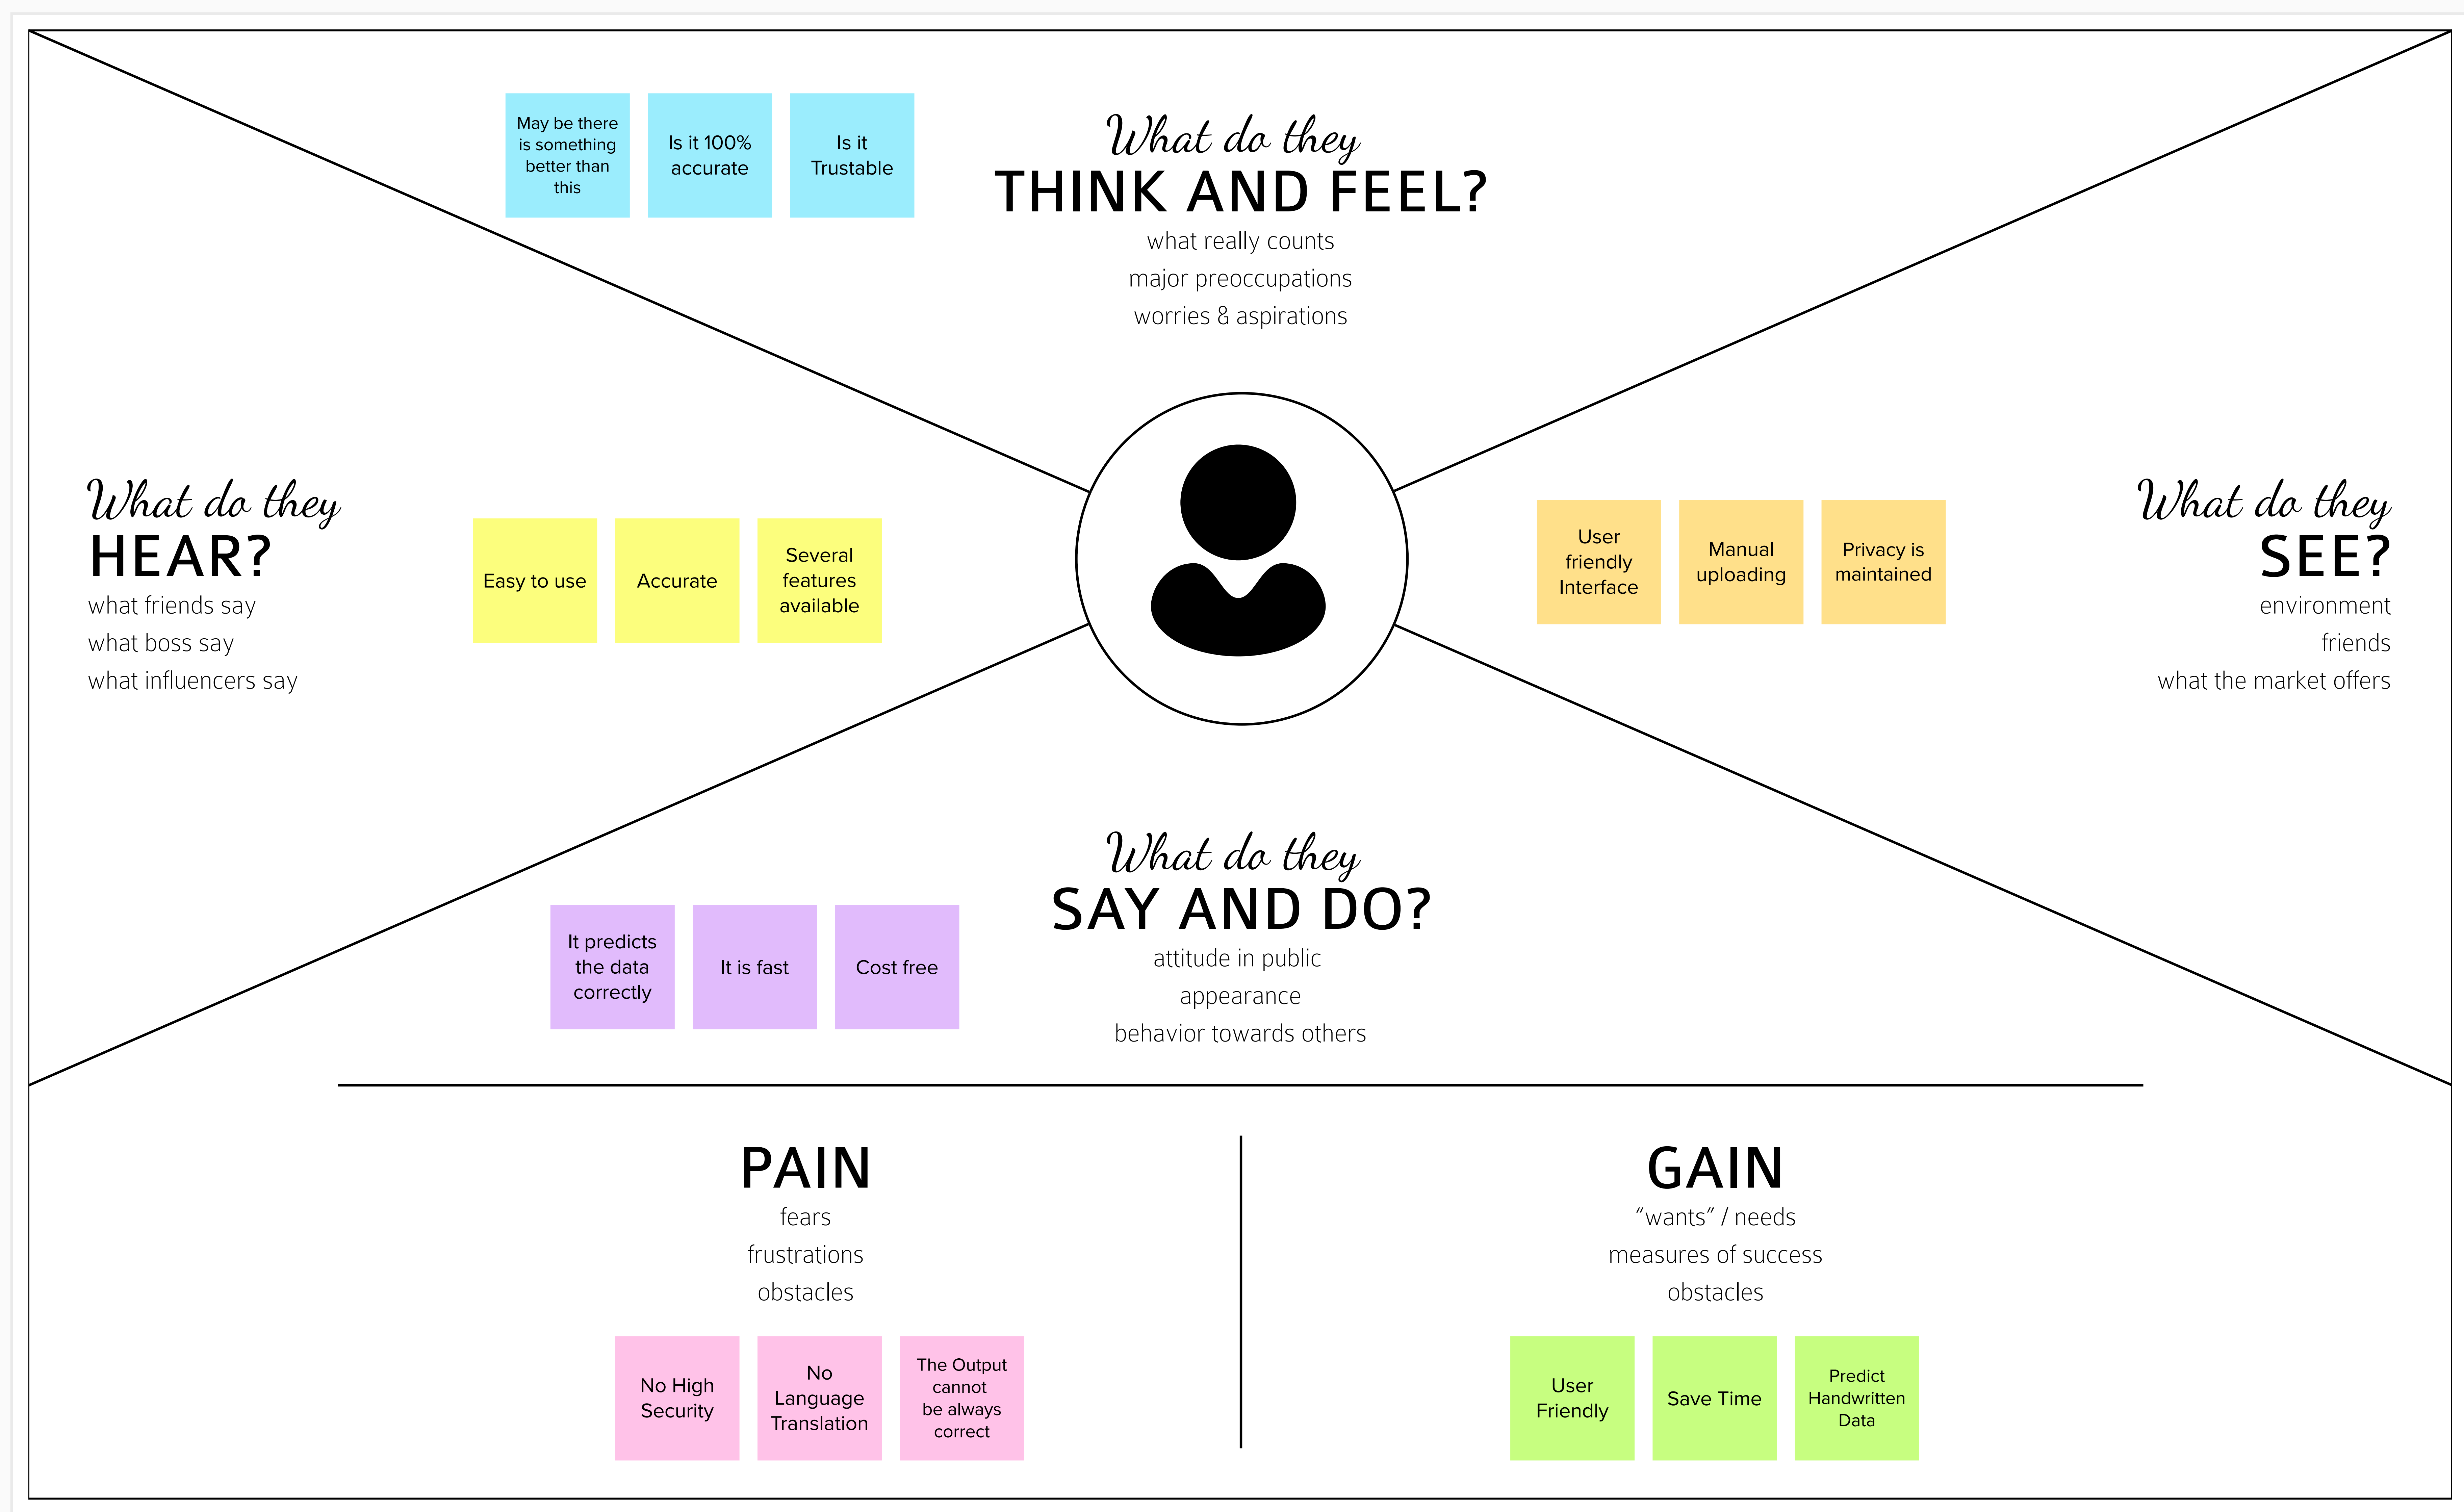 May be there
is something
better than
this
Is it 100%
accurate
Is it
Trustable
What do they
THINK AND FEEL?
what really counts
major preoccupations
worries & aspirations
What do they
HEAR?
what friends say
what boss say
what influencers say
Easy to use
Accurate
Several
features
available
User
friendly
Interface
Manual
uploading
Privacy is
maintained
What do they
SEE?
environment
friends
what the market offers
What do they
SAY AND DO?
attitude in public
appearance
behavior towards others
It predicts
the data
correctly
It is fast
Cost free
PAIN
fears
frustrations
obstacles
No High
Security
No
Language
Translation
The Output
cannot
be always
correct
GAIN
“wants” / needs
measures of success
obstacles
User
Friendly
Save Time
Predict
Handwritten
Data